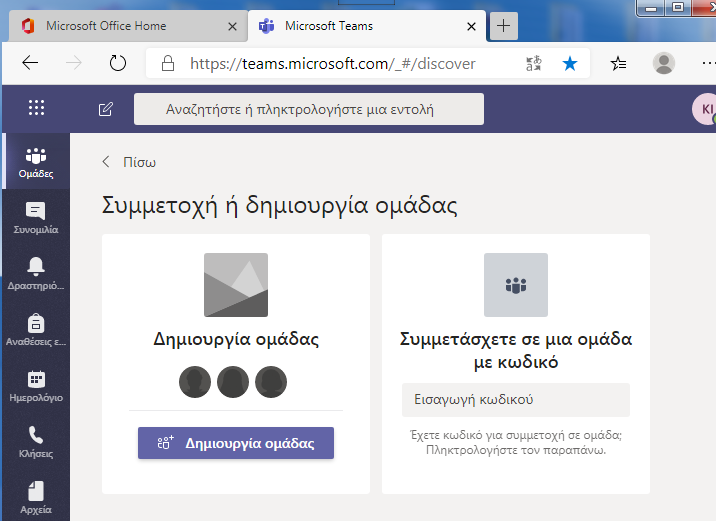 Microsoft Office Home
Microsoft Teams
https://teams.microsoft.com/_#/discover
Αναζητήστε ή πληκτρολογήστε μια εντολή
KI
Ομάδες
Συνομιλία
Δραστηριό...
Αναθέσεις ε...
Ημερολόγιο
Κλήσεις
Αρχεία
Πίσω
Συμμετοχή ή δημιουργία ομάδας
Δημιουργία ομάδας
Δημιουργία ομάδας
Συμμετάσχετε σε μια ομάδα
με κωδικό
Εισαγωγή κωδικού
Έχετε κωδικό για συμμετοχή σε ομάδα;
Πληκτρολογήστε τον παραπάνω.